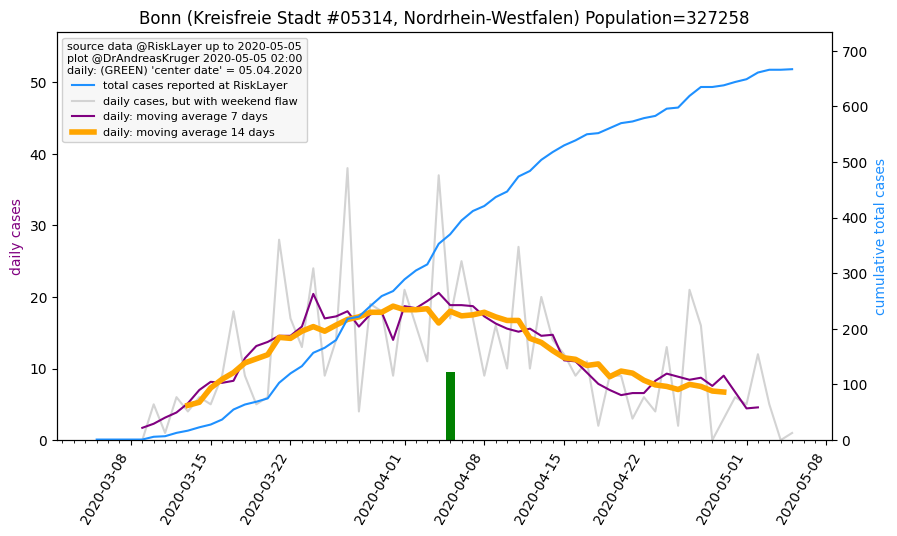 Bonn (Kreisfreie Stadt #05314, Nordrhein-Westfalen) Population=327258
source data @RiskLayer up to 2020-05-05
plot @DrAndreasKruger 2020-05-05 02:00
daily: (GREEN) 'center date' = 05.04.2020
total cases reported at RiskLayer
daily cases, but with weekend flaw
daily: moving average 7 days
daily: moving average 14 days
daily cases
50
40
30
20
10
0
cumulative total cases
700
600
500
400
300
200
100
0
2020-03-08
2020-03-15
2020-03-22
2020-04-01
2020-04-08
2020-04-15
2020-04-22
2020-05-01
2020-05-08